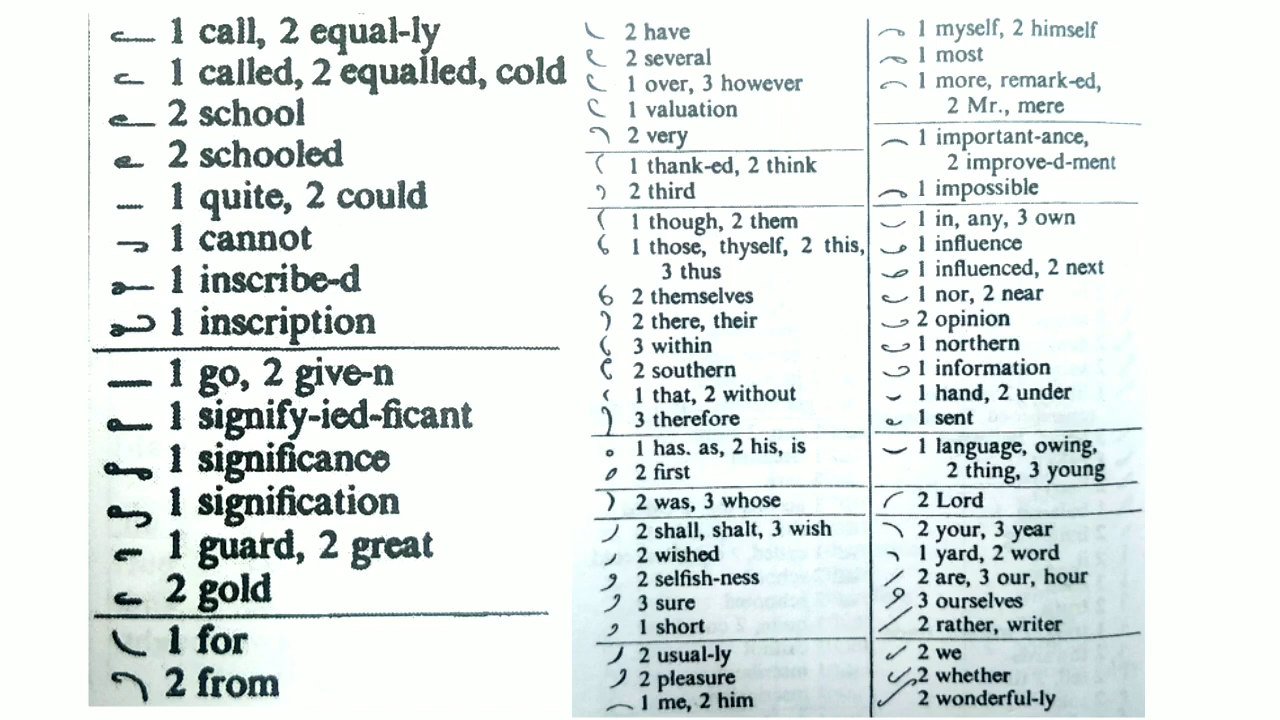 1 call, 2 equal-ly
1 called, 2 equalled, cold
2 school
2 schooled
1 quite, 2 could
1 cannot
1 inscribe-d
1 inscription
1 go, 2 give-n
1 signify-ied-ficant
1 significance
1 signification
1 guard, 2 great
2 gold
1 for
2 from
2 have
2 several
1 over, 3 however
1 valuation
2 very
1 thank-ed, 2 think
2 third
1 though, 2 them
1 those, thyself, 2 this,
3 thus
2 themselves
2 there, their
3 within
2 southern
1 that, 2 without
3 therefore
1 has. as, 2 his, is
2 first
2 was, 3 whose
2 shall, shalt, 3 wish
2 wished
2 selfish-ness
3 sure
1 short
2 usual-ly
2 pleasure
1 me, 2 him
1 myself, 2 himself
1 most
1 more, remark-ed,
2 Mr., mere
1 important-ance,
2 improve-d-ment
1 impossible
1 in, any, 3 own
1 influence
1 influenced, 2 next
1 nor, 2 near
2 opinion
1 northern
1 information
1 hand, 2 under
1 sent
1 language, owing,
2 thing, 3 young
2 Lord
2 your, 3 year
1 yard, 2 word
2 are, 3 our, hour
3 ourselves
2 rather, writer
2 we
2 whether
2 wonderful-ly